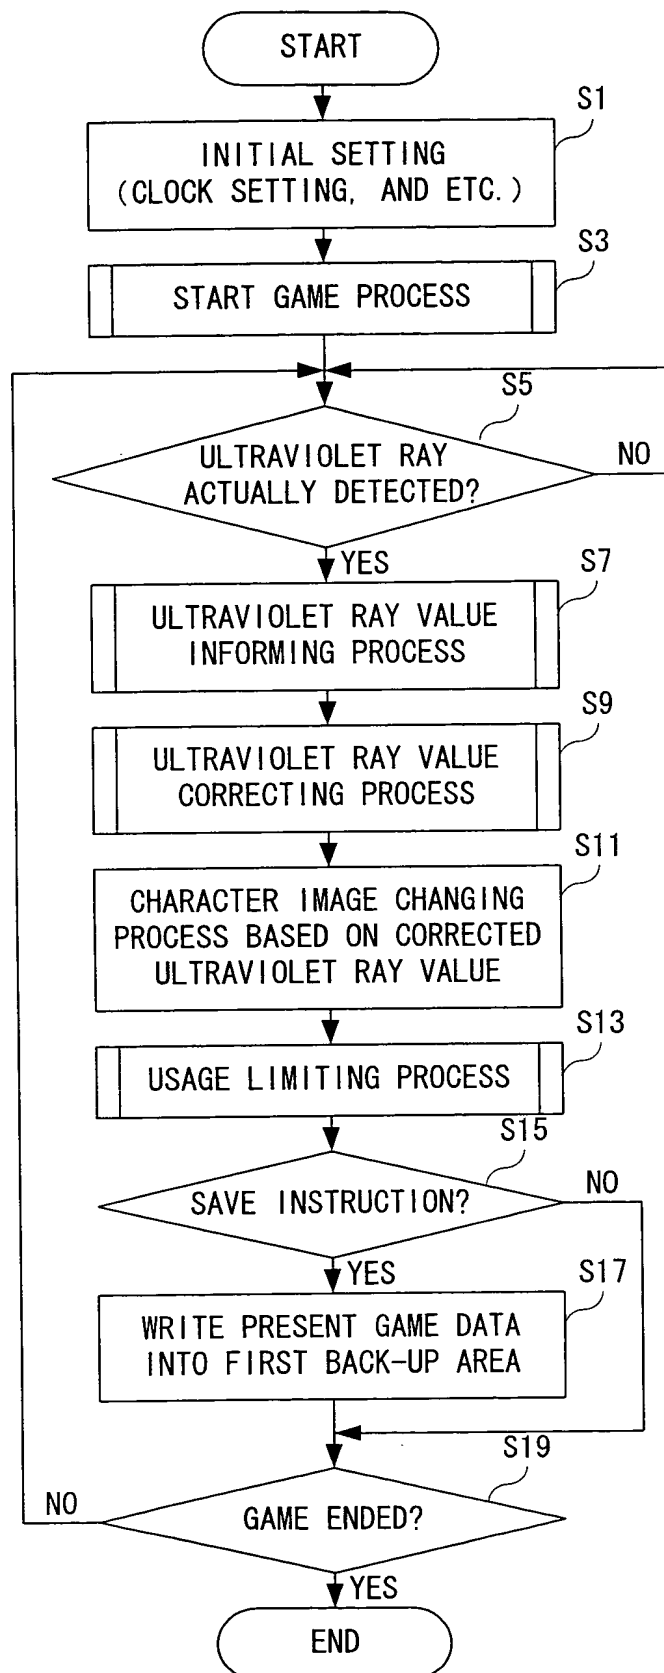 START
S1
INITIAL SETTING
(CLOCK SETTING, AND ETC.)
S3
START GAME PROCESS
S5
ULTRAVIOLET RAY
ACTUALLY DETECTED?
NO
YES
S7
ULTRAVIOLET RAY VALUE
INFORMING PROCESS
S9
ULTRAVIOLET RAY VALUE
CORRECTING PROCESS
S11
CHARACTER IMAGE CHANGING
PROCESS BASED ON CORRECTED
ULTRAVIOLET RAY VALUE
S13
USAGE LIMITING PROCESS
S15
SAVE INSTRUCTION?
NO
YES
S17
WRITE PRESENT GAME DATA
INTO FIRST BACK-UP AREA
S19
NO
GAME ENDED?
YES
END